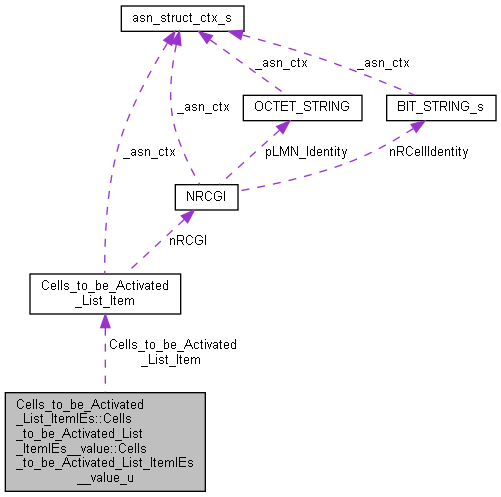 asn_struct_ctx_s
_asn_ctx
_asn_ctx
_asn_ctx
OCTET_STRING
BIT_STRING_s
_asn_ctx
pLMN_Identity
nRCellIdentity
NRCGI
nRCGI
Cells_to_be_Activated
_List_Item
Cells_to_be_Activated
_List_Item
Cells_to_be_Activated
_List_ItemIEs::Cells
_to_be_Activated_List
_ItemIEs__value::Cells
_to_be_Activated_List_ItemIEs
__value_u